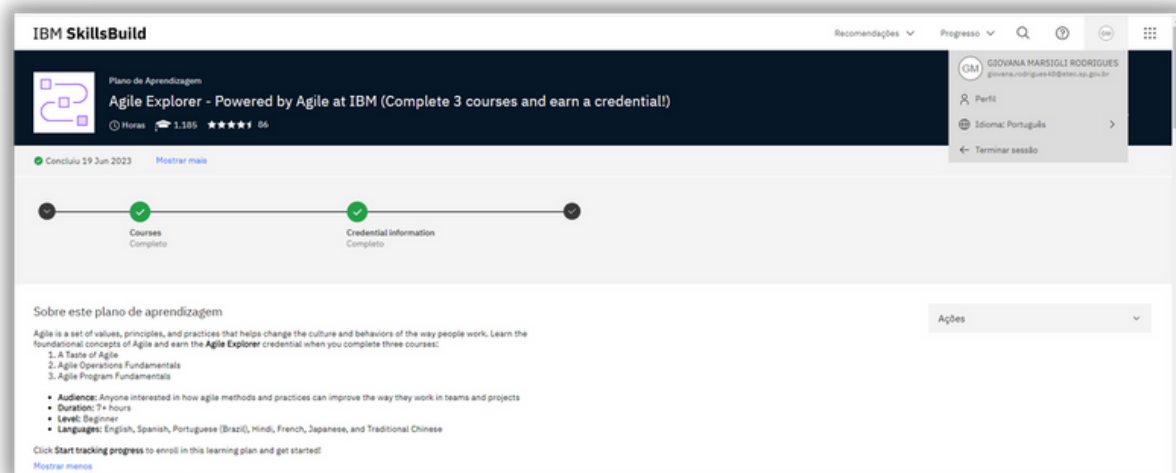 IBM SkillsBuild
Recomendações
Progresso
GM
GM
GIOVANA MARSIGLI RODRIGUES
giovana.rodrigues48@etec.sp.gov.br
Perfil
Idioma: Português
Terminar sessão
Plano de Aprendizagem
Agile Explorer - Powered by Agile at IBM (Complete 3 courses and earn a credential!)
Horas 1.185 86
Concluiu 19 Jun 2023 Mostrar mais
Courses
Completo
Credential information
Completo
Sobre este plano de aprendizagem
Agile is a set of values, principles, and practices that helps change the culture and behaviors of the way people work. Learn the
foundational concepts of Agile and earn the Agile Explorer credential when you complete three courses:
1. A Taste of Agile
2. Agile Operations Fundamentals
3. Agile Program Fundamentals
• Audience: Anyone interested in how agile methods and practices can improve the way they work in teams and projects
• Duration: 7+ hours
• Level: Beginner
• Languages: English, Spanish, Portuguese (Brazil), Hindi, French, Japanese, and Traditional Chinese
Click Start tracking progress to enroll in this learning plan and get started!
Mostrar menos
Ações